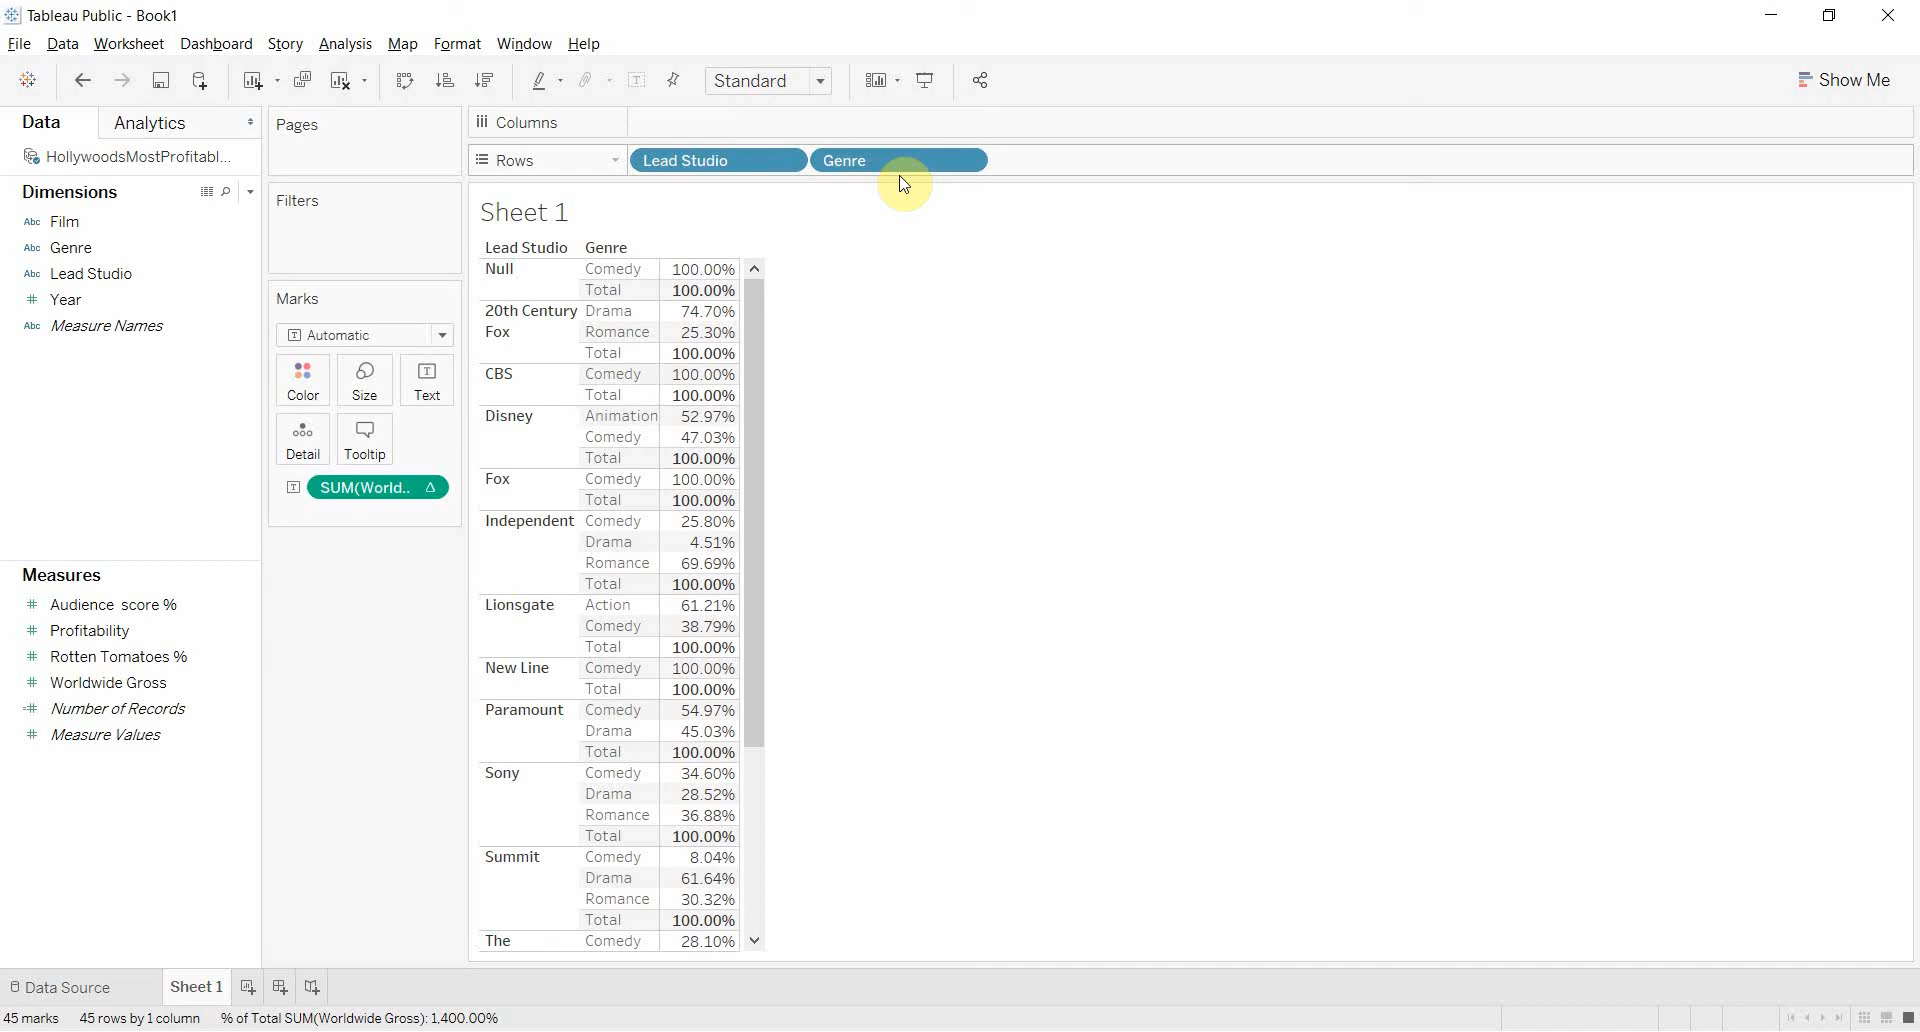 Tableau Public - Book1
File Data Worksheet Dashboard Story Analysis Map Format Window Help
Standard
Show Me
Data Analytics
HollywoodsMostProfitabl...
Dimensions
Abc Film
Abc Genre
Abc Lead Studio
# Year
Abc Measure Names
Measures
# Audience score %
# Profitability
# Rotten Tomatoes %
# Worldwide Gross
=# Number of Records
# Measure Values
Pages
Filters
Marks
T Automatic
Color Size Text
Detail Tooltip
T SUM(World.. Δ
Columns
Rows Lead Studio Genre
Sheet 1
Lead Studio Genre
Null Comedy 100.00%
Total 100.00%
20th Century Drama 74.70%
Fox Romance 25.30%
Total 100.00%
CBS Comedy 100.00%
Total 100.00%
Disney Animation 52.97%
Comedy 47.03%
Total 100.00%
Fox Comedy 100.00%
Total 100.00%
Independent Comedy 25.80%
Drama 4.51%
Romance 69.69%
Total 100.00%
Lionsgate Action 61.21%
Comedy 38.79%
Total 100.00%
New Line Comedy 100.00%
Total 100.00%
Paramount Comedy 54.97%
Drama 45.03%
Total 100.00%
Sony Comedy 34.60%
Drama 28.52%
Romance 36.88%
Total 100.00%
Summit Comedy 8.04%
Drama 61.64%
Romance 30.32%
Total 100.00%
The Comedy 28.10%
Data Source Sheet 1
45 marks 45 rows by 1 column % of Total SUM(Worldwide Gross): 1,400.00%